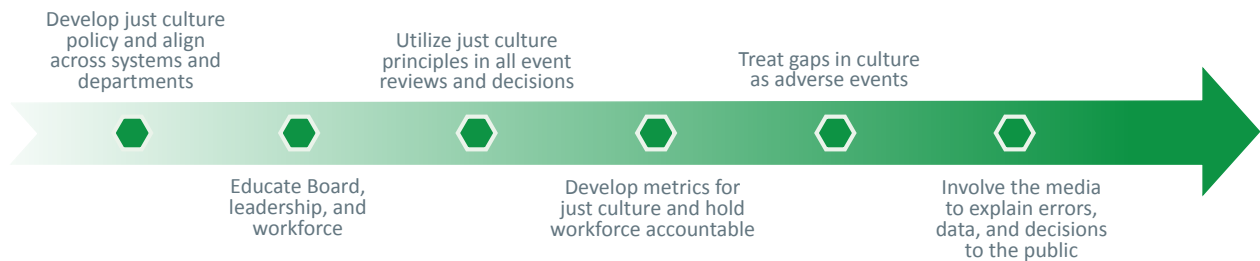 Develop just culture
policy and align
across systems and
departments
Educate Board,
leadership, and
workforce
Utilize just culture
principles in all event
reviews and decisions
Develop metrics for
just culture and hold
workforce accountable
Treat gaps in culture
as adverse events
Involve the media
to explain errors,
data, and decisions
to the public